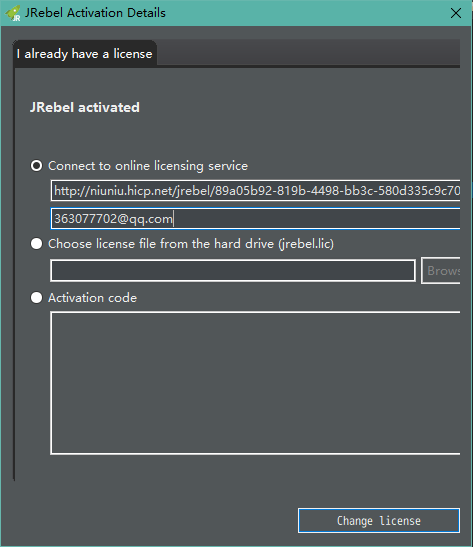 JRebel Activation Details
I already have a license
JRebel activated
Connect to online licensing service
http://niuniu.hicp.net/jrebel/89a05b92-819b-4498-bb3c-580d335c9c70
363077702@qq.com
Choose license file from the hard drive (jrebel.lic)
Brows
Activation code
Change license